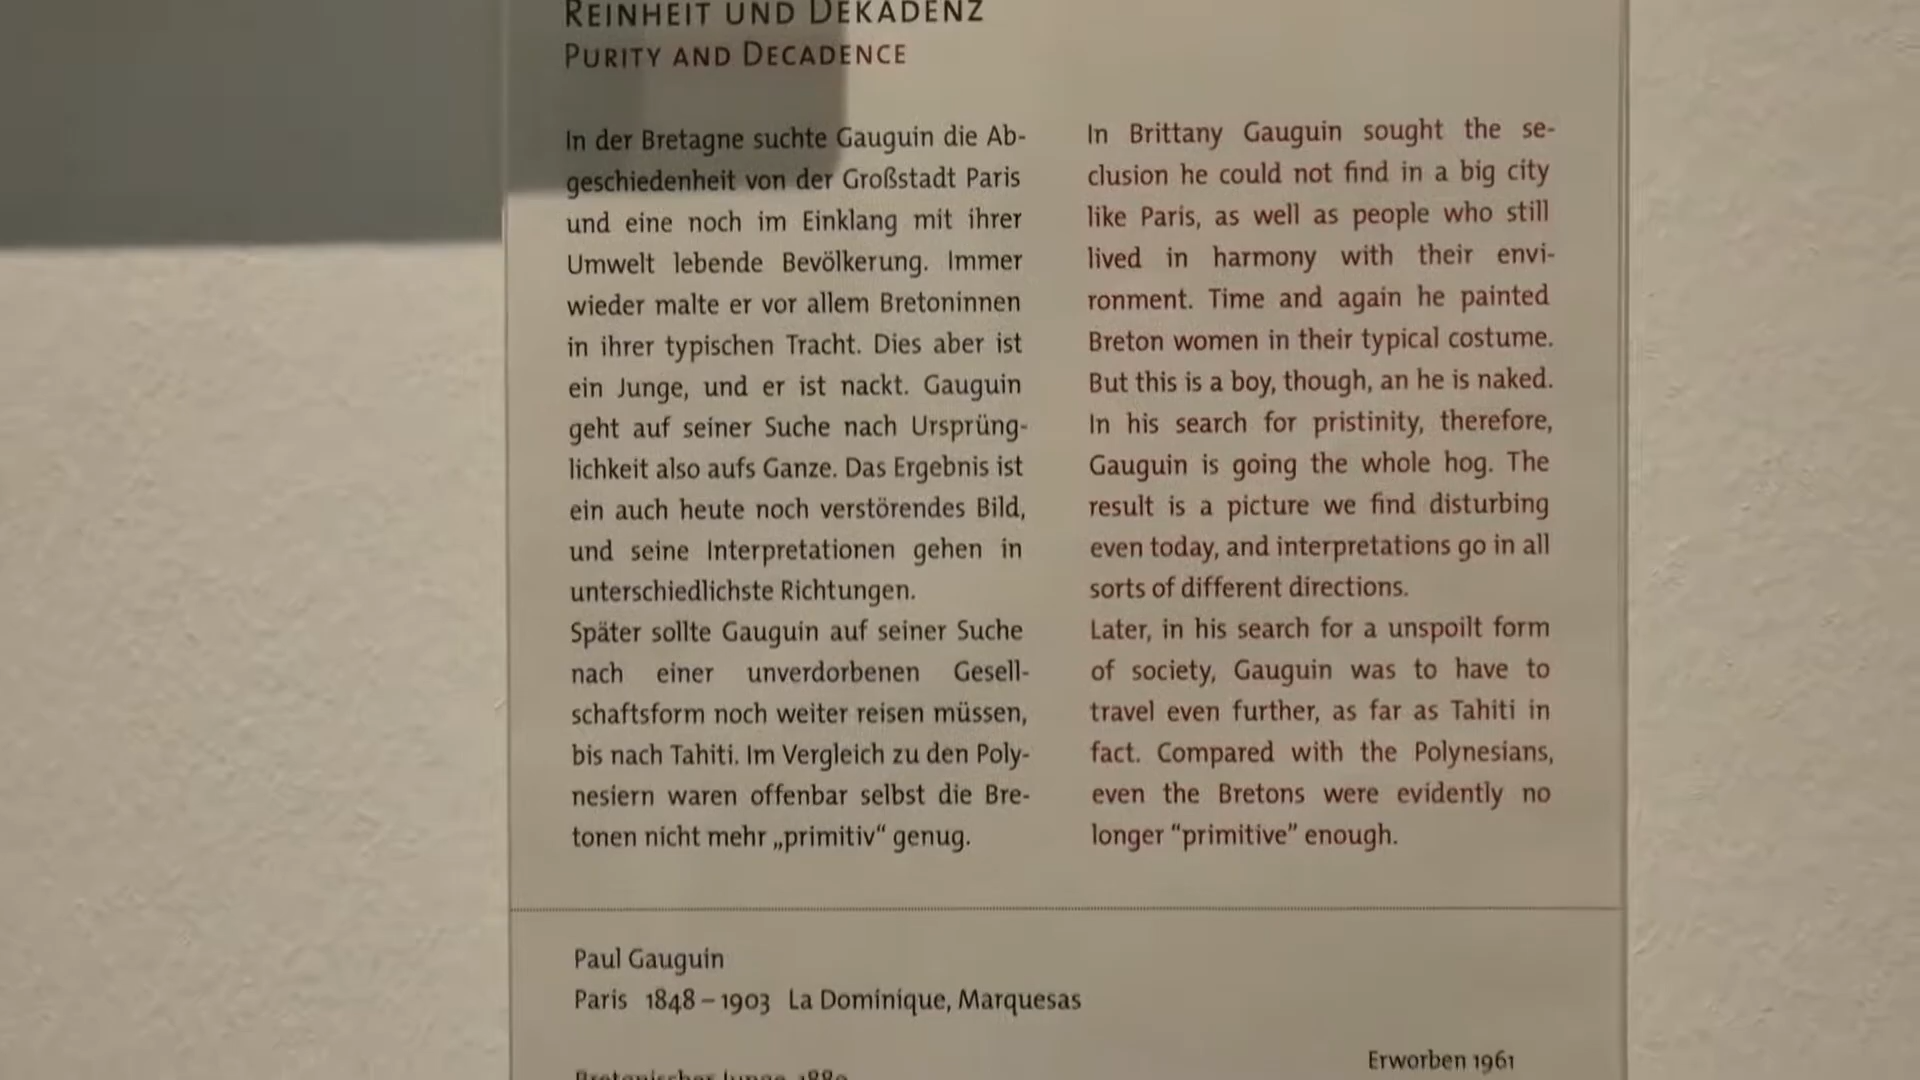 REINHEIT UND DEKADENZ
PURITY AND DECADENCE
In der Bretagne suchte Gauguin die Ab-
geschiedenheit von der Großstadt Paris
und eine noch im Einklang mit ihrer
Umwelt lebende Bevölkerung. Immer
wieder malte er vor allem Bretoninnen
in ihrer typischen Tracht. Dies aber ist
ein Junge, und er ist nackt. Gauguin
geht auf seiner Suche nach Ursprüng-
lichkeit also aufs Ganze. Das Ergebnis ist
ein auch heute noch verstörendes Bild,
und seine Interpretationen gehen in
unterschiedlichste Richtungen.
Später sollte Gauguin auf seiner Suche
nach einer unverdorbenen Gesell-
schaftsform noch weiter reisen müssen,
bis nach Tahiti. Im Vergleich zu den Poly-
nesiern waren offenbar selbst die Bre-
tonen nicht mehr „primitiv“ genug.
In Brittany Gauguin sought the se-
clusion he could not find in a big city
like Paris, as well as people who still
lived in harmony with their envi-
ronment. Time and again he painted
Breton women in their typical costume.
But this is a boy, though, an he is naked.
In his search for pristinity, therefore,
Gauguin is going the whole hog. The
result is a picture we find disturbing
even today, and interpretations go in all
sorts of different directions.
Later, in his search for a unspoilt form
of society, Gauguin was to have to
travel even further, as far as Tahiti in
fact. Compared with the Polynesians,
even the Bretons were evidently no
longer “primitive” enough.
Paul Gauguin
Paris 1848 – 1903 La Dominique, Marquesas
Erworben 1961
Bretonischer Junge, 1889